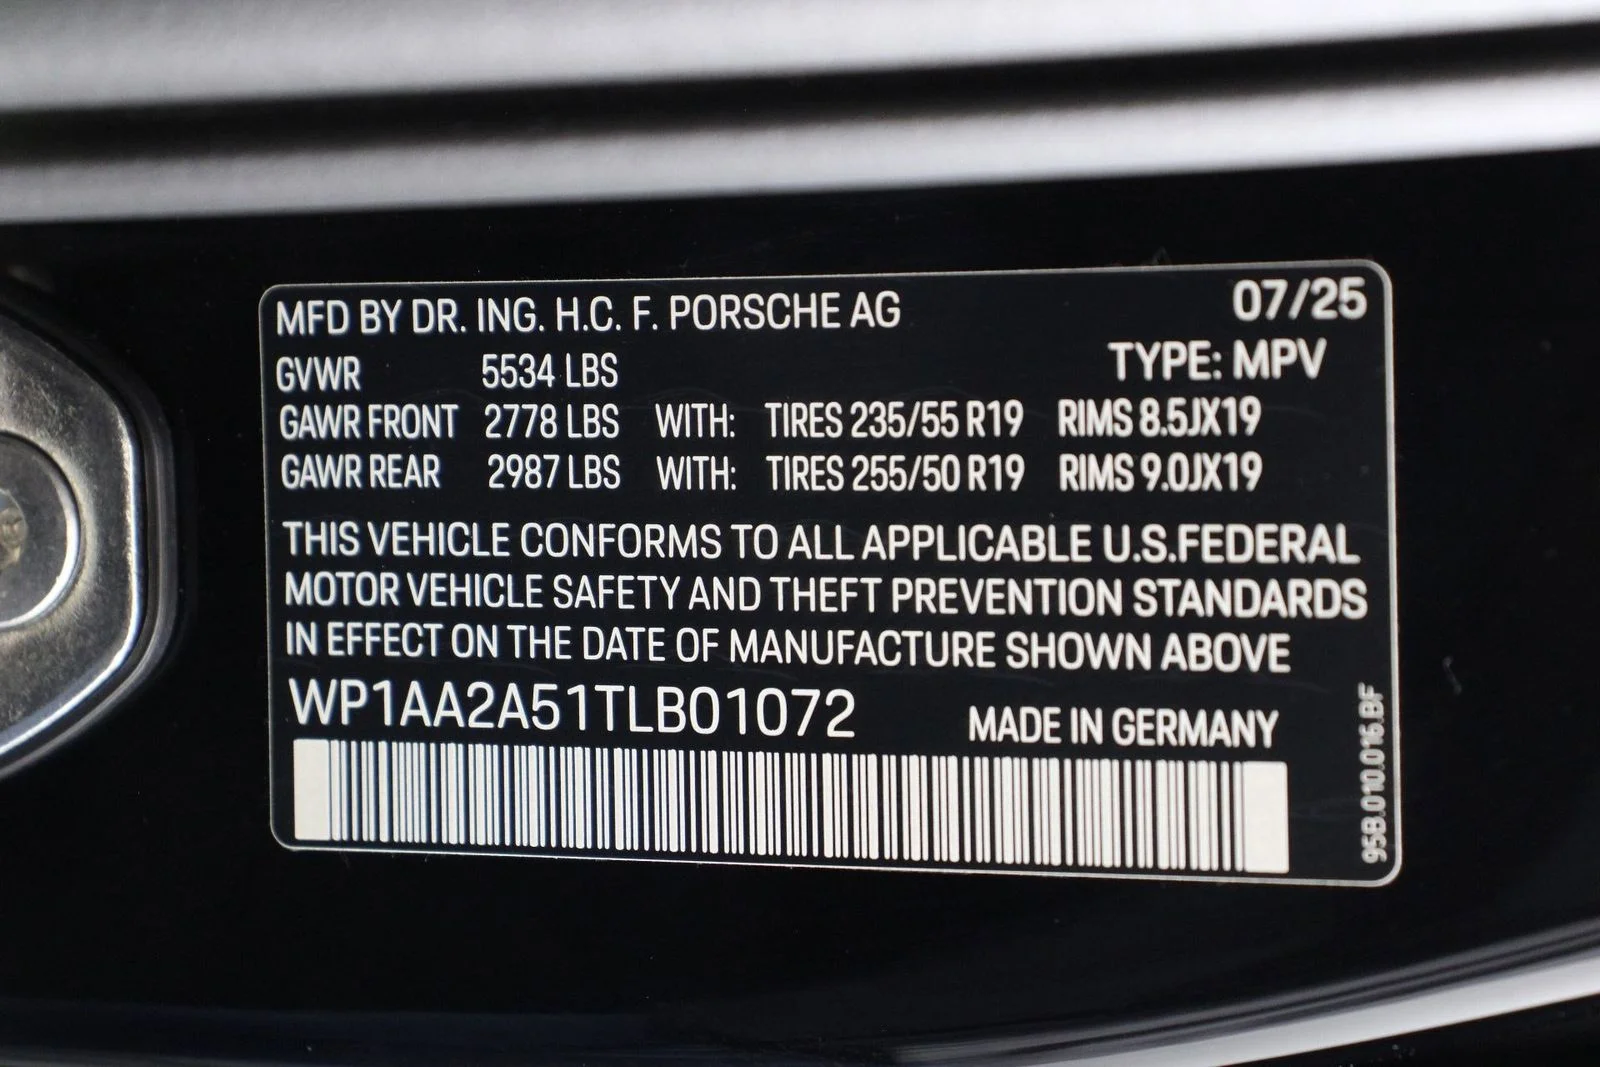 MFD BY DR. ING. H.C. F. PORSCHE AG 07/25
GVWR 5534 LBS TYPE: MPV
GAWR FRONT 2778 LBS WITH: TIRES 235/55 R19 RIMS 8.5JX19
GAWR REAR 2987 LBS WITH: TIRES 255/50 R19 RIMS 9.0JX19
THIS VEHICLE CONFORMS TO ALL APPLICABLE U.S.FEDERAL
MOTOR VEHICLE SAFETY AND THEFT PREVENTION STANDARDS
IN EFFECT ON THE DATE OF MANUFACTURE SHOWN ABOVE
WP1AA2A51TLB01072 MADE IN GERMANY
95B.010.016.BF